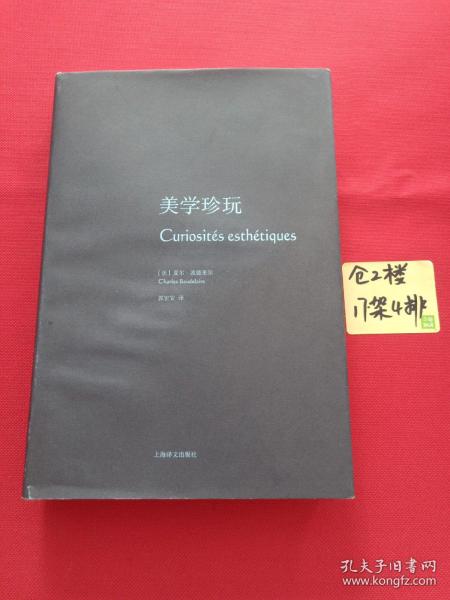 美学珍玩
Curiosités esthétiques
[法] 夏尔·波德莱尔
Charles Baudelaire
郭宏安 译
上海译文出版社
仓2楼
17架4排
孔夫子旧书网
www.kongfz.com